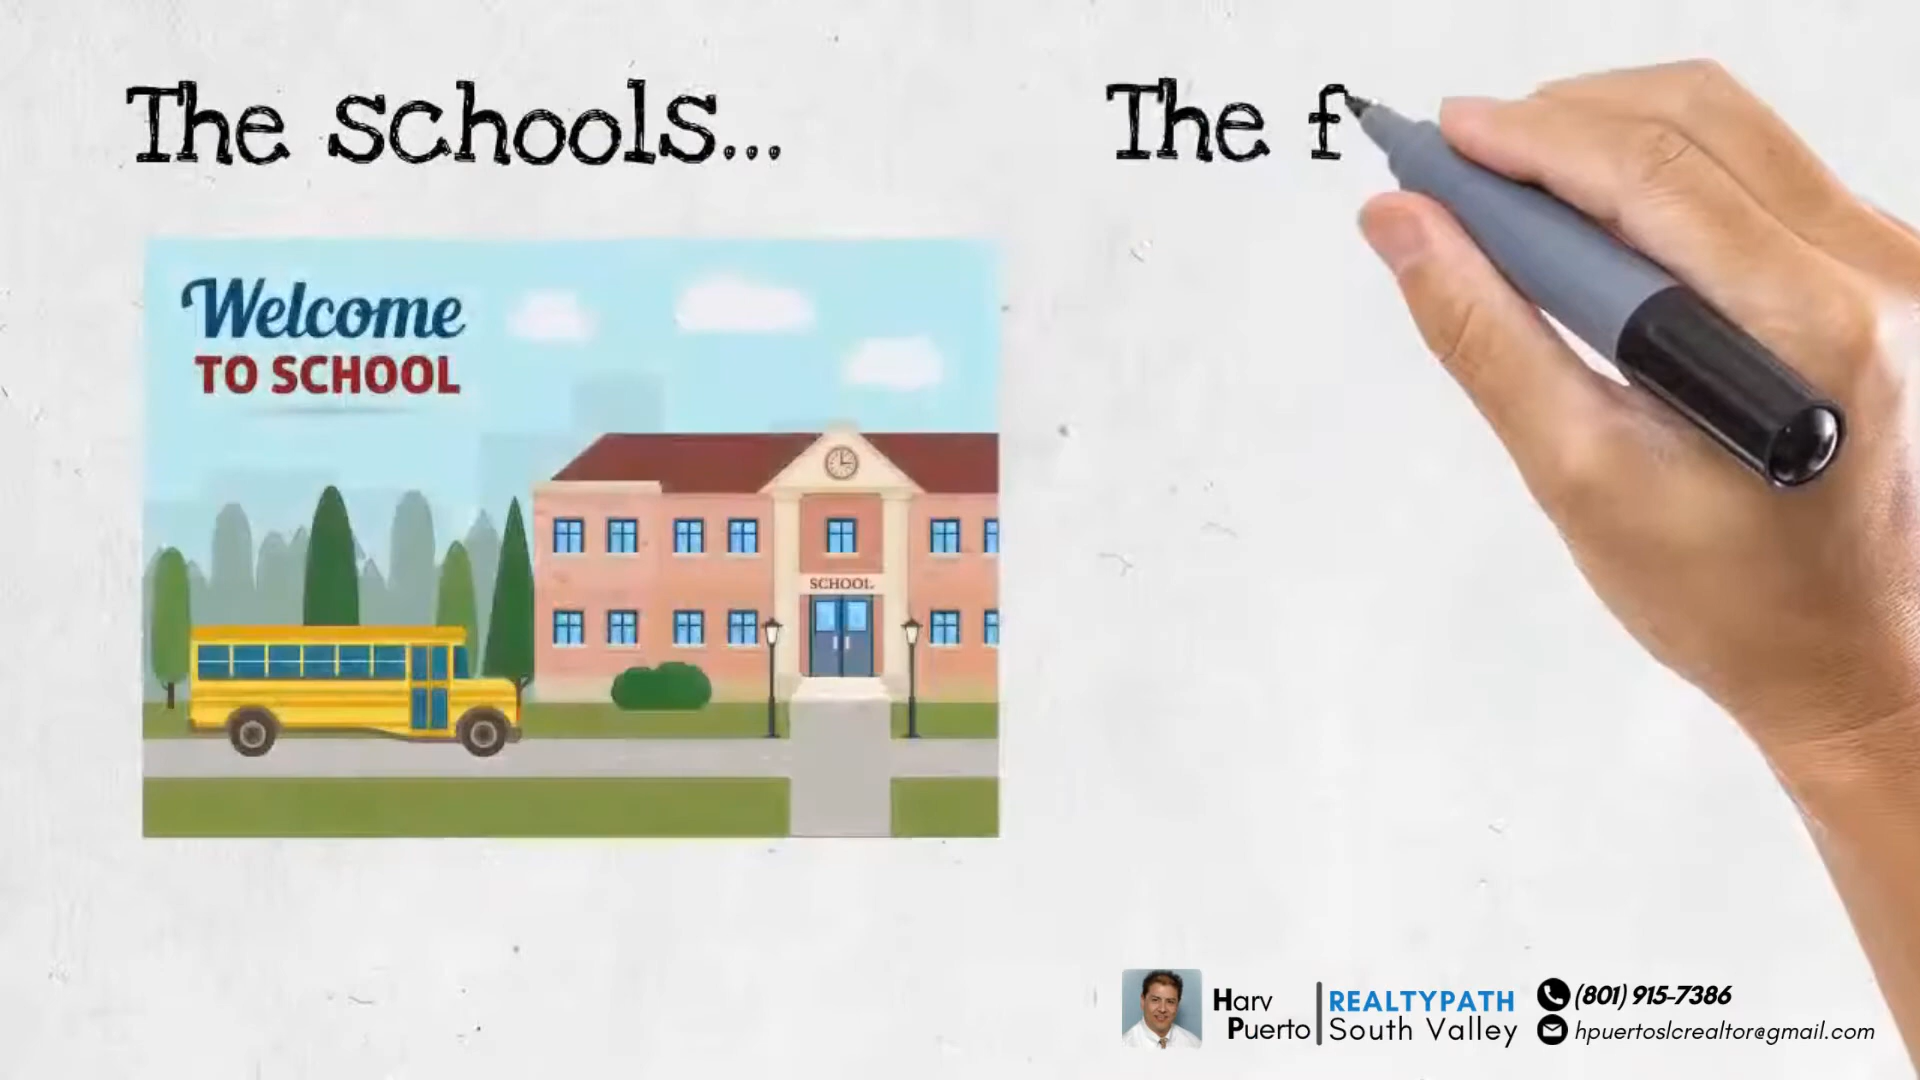 The schools...
The f
Welcome
TO SCHOOL
SCHOOL
Harv
Puerto
REALTYPATH
South Valley
(801) 915-7386
hpuertoslcrealtor@gmail.com